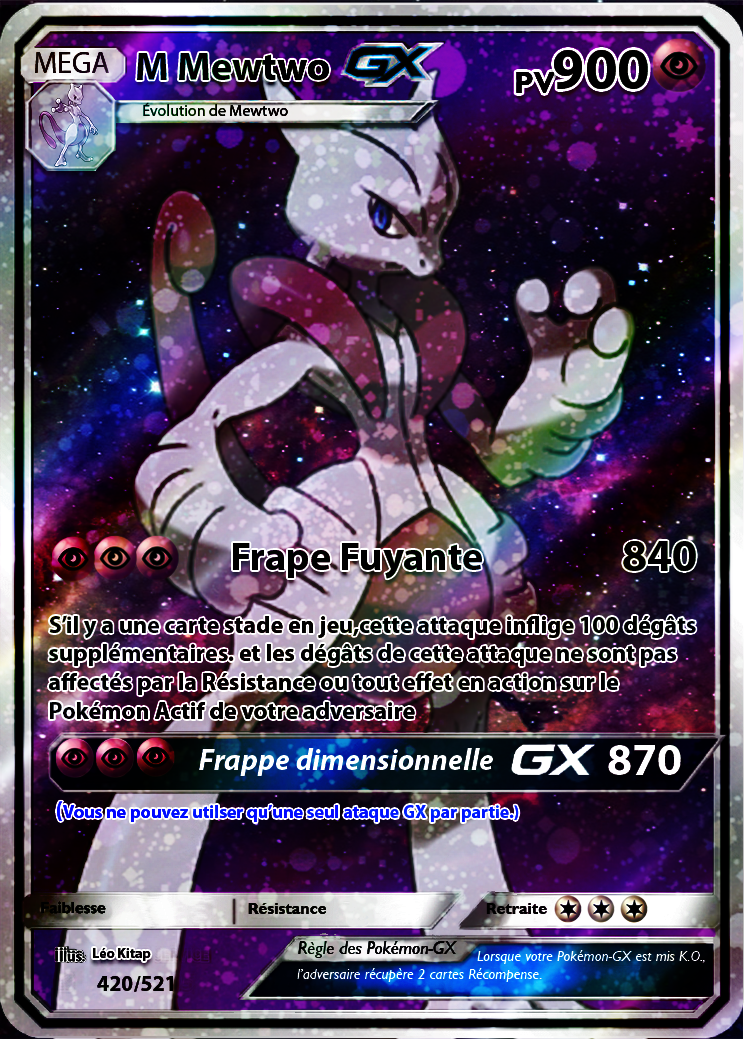 MEGA
M Mewtwo GX
PV900
Évolution de Mewtwo
Frape Fuyante 840
S'il y a une carte stade en jeu,cette attaque inflige 100 dégâts
supplémentaires. et les dégâts de cette attaque ne sont pas
affectés par la Résistance ou tout effet en action sur le
Pokémon Actif de votre adversaire
Frappe dimensionnelle GX 870
(Vous ne pouvez utilser qu'une seul ataque GX par partie.)
Faiblesse Résistance Retraite
illus. Léo Kitap
420/521
Règle des Pokémon-GX Lorsque votre Pokémon-GX est mis K.O.,
l'adversaire récupère 2 cartes Récompense.